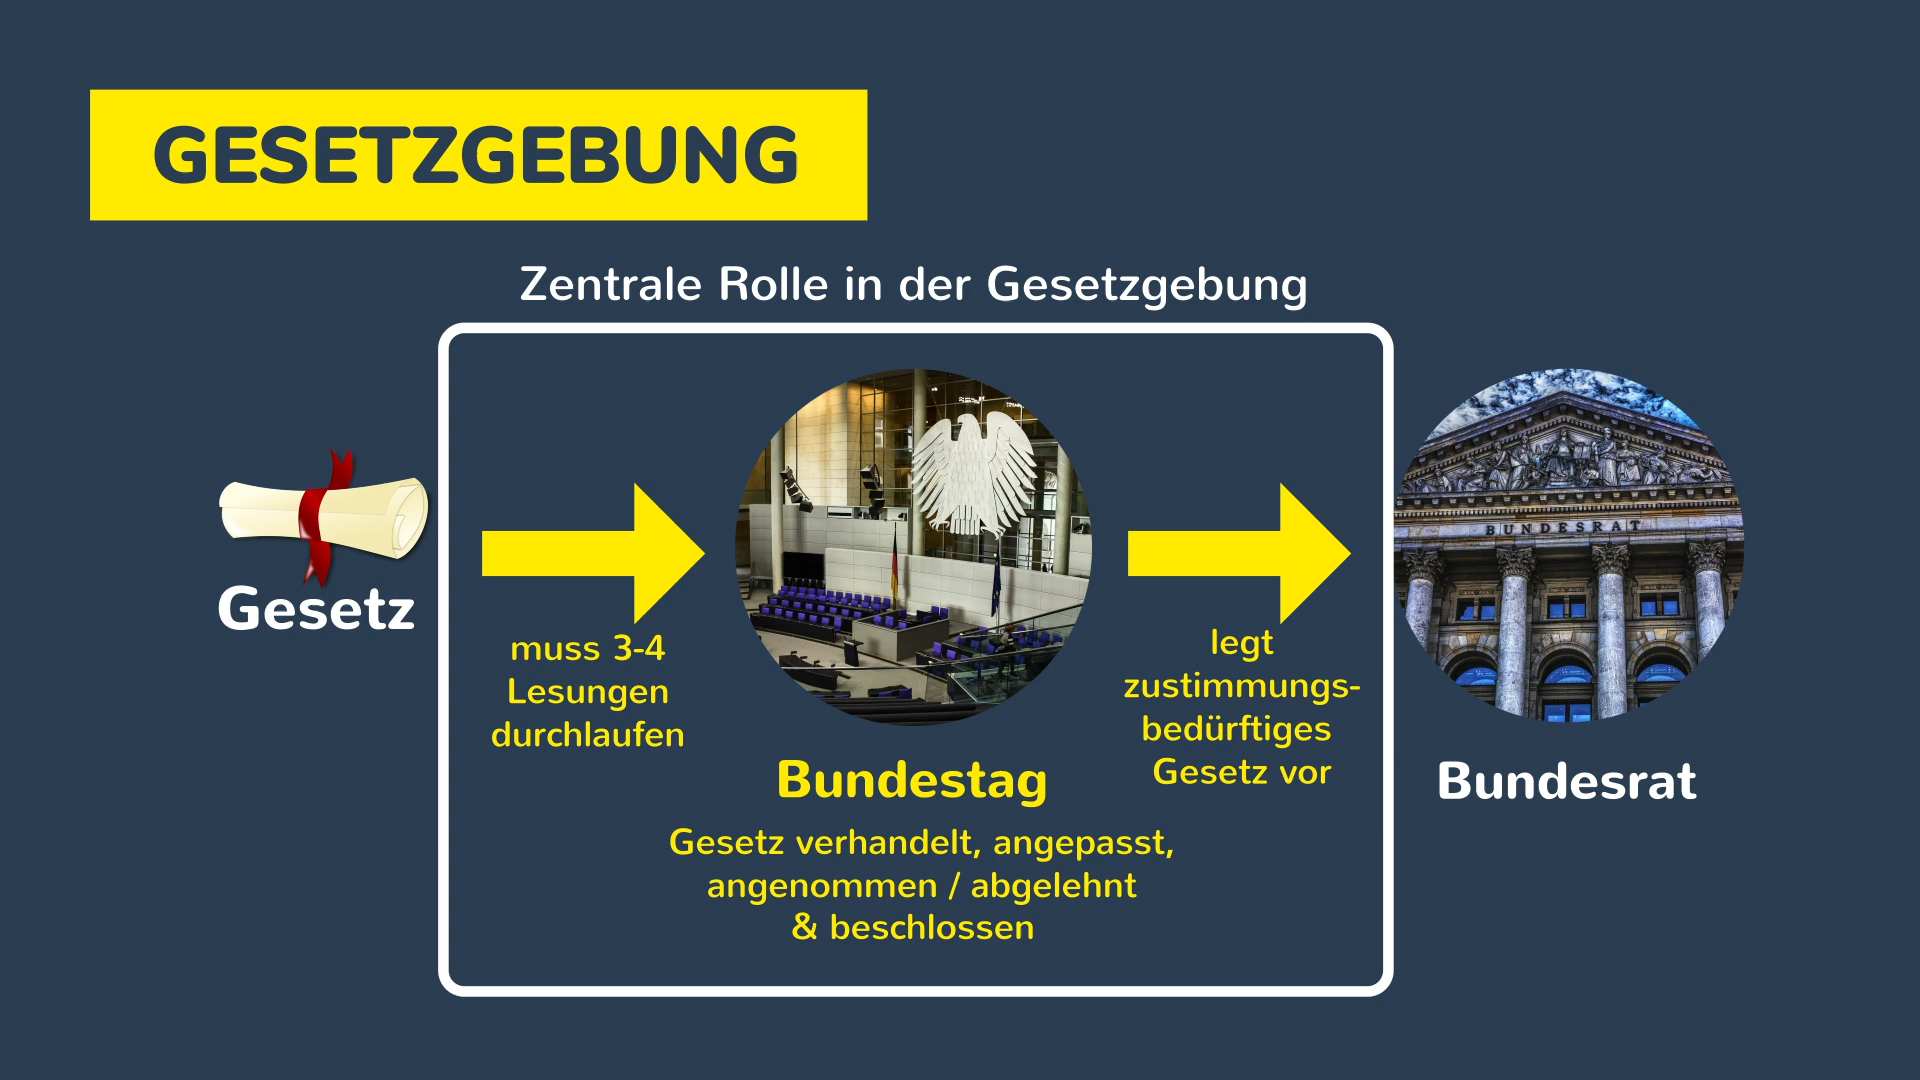 GESETZGEBUNG
Zentrale Rolle in der Gesetzgebung
Gesetz
muss 3-4
Lesungen
durchlaufen
Bundestag
Gesetz verhandelt, angepasst,
angenommen / abgelehnt
& beschlossen
legt
zustimmungs-
bedürftiges
Gesetz vor
BUNDESRAT
Bundesrat